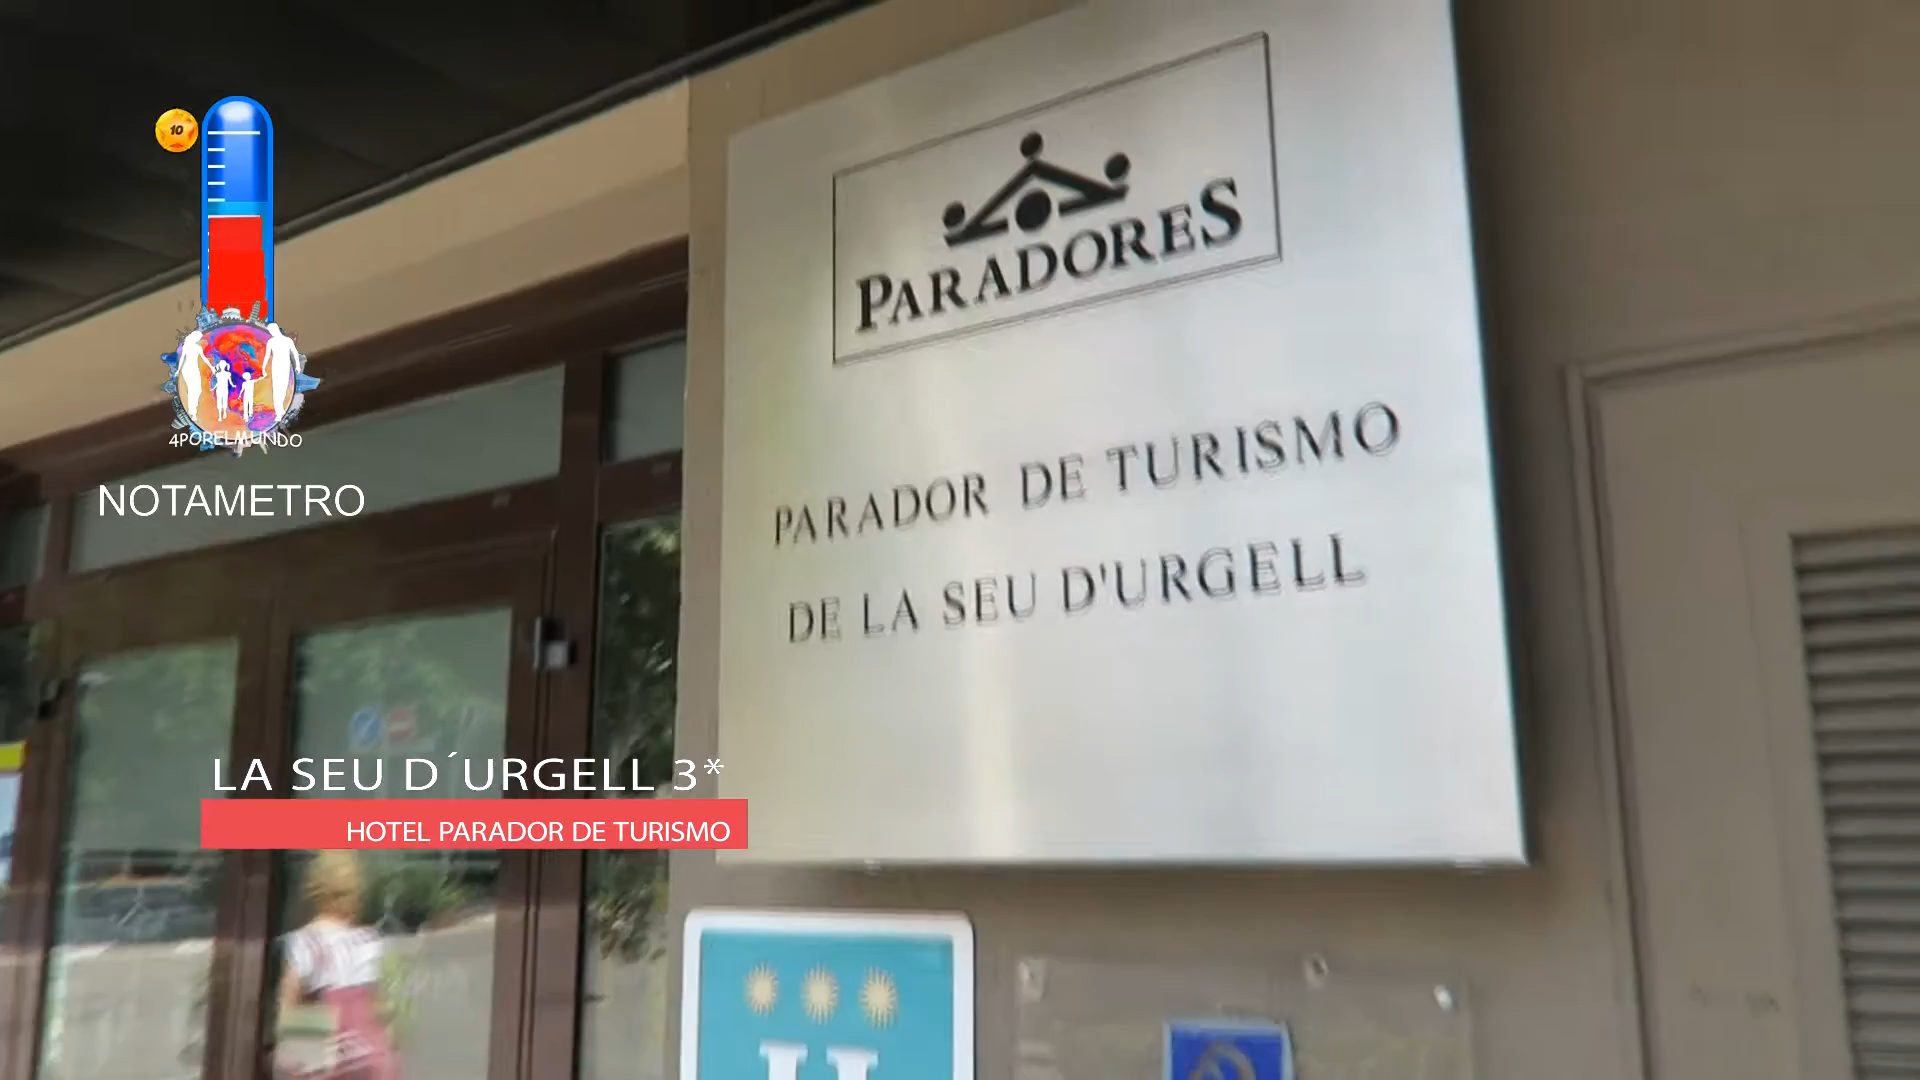 10
4PORELMUNDO
NOTAMETRO
PARADORES
PARADOR DE TURISMO
DE LA SEU D'URGELL
LA SEU D´URGELL 3*
HOTEL PARADOR DE TURISMO
H